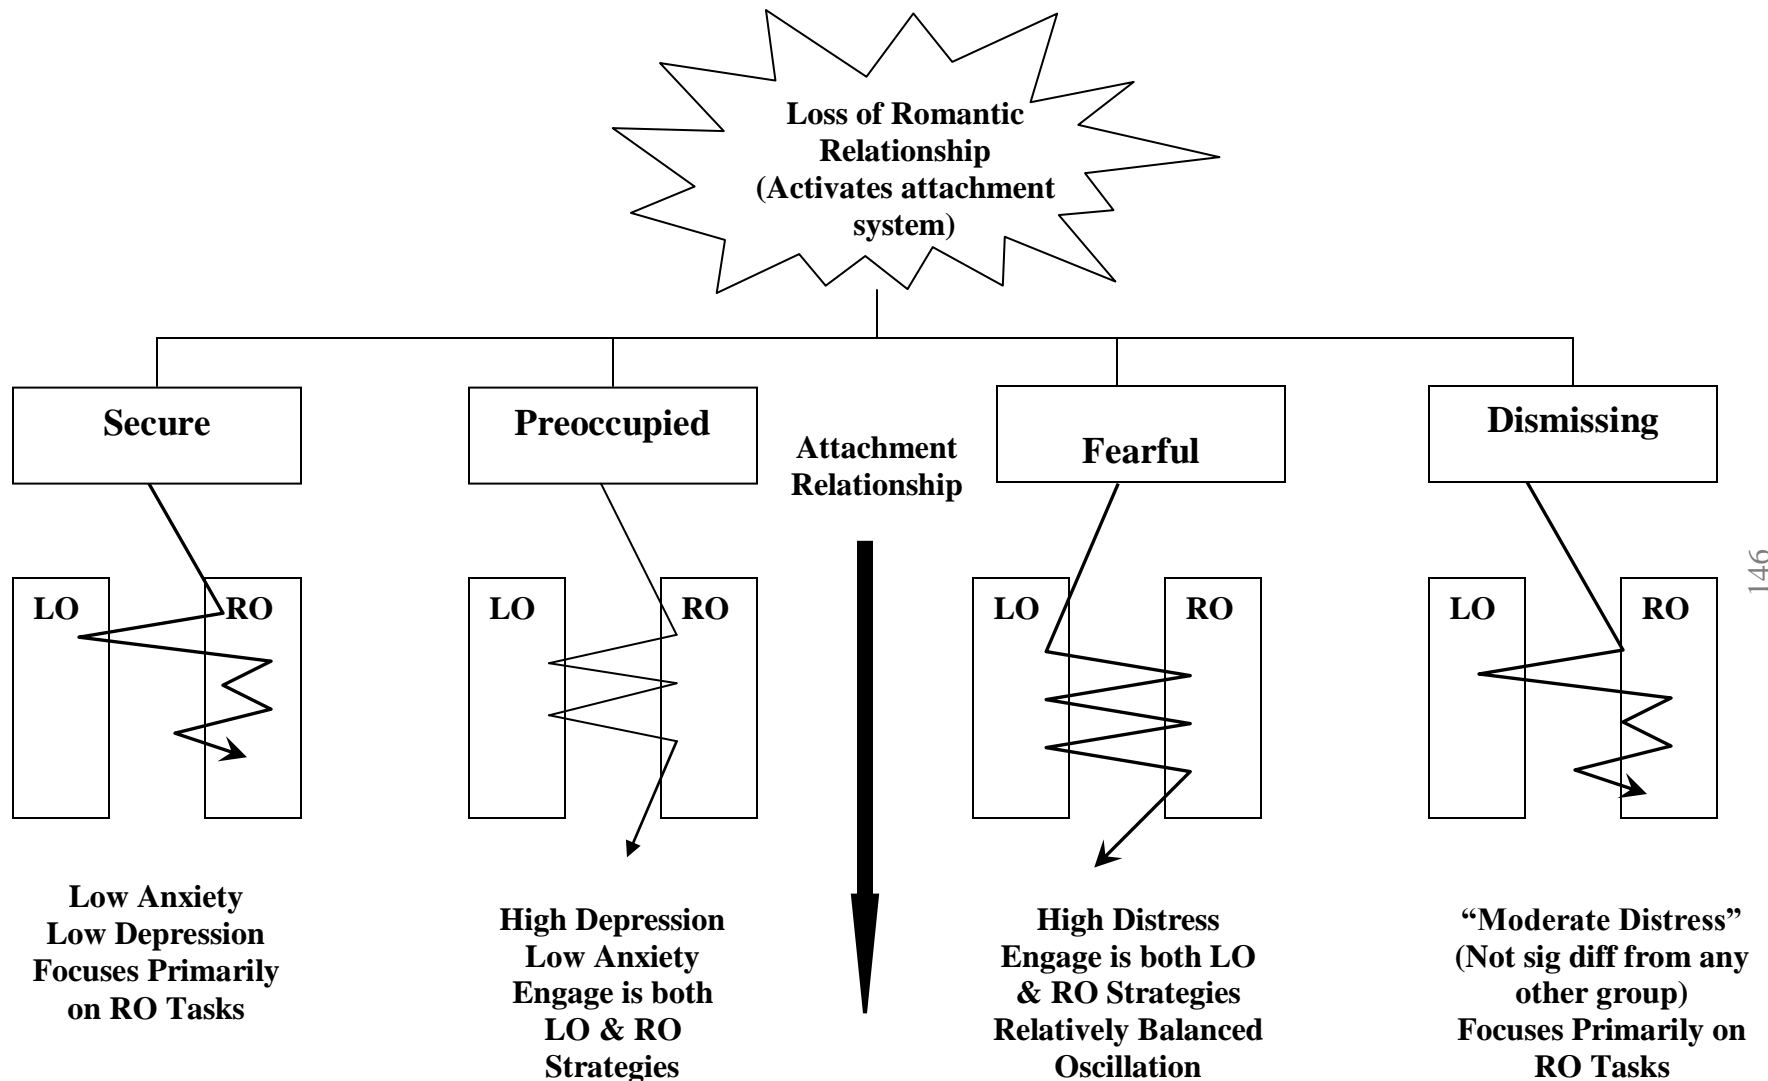 Loss of Romantic
Relationship
(Activates attachment
system)
Secure
Preoccupied
Attachment
Relationship
Fearful
Dismissing
LO
RO
LO
RO
LO
RO
LO
RO
146
Low Anxiety
Low Depression
Focuses Primarily
on RO Tasks
High Depression
Low Anxiety
Engage is both
LO & RO
Strategies
High Distress
Engage is both LO
& RO Strategies
Relatively Balanced
Oscillation
“Moderate Distress”
(Not sig diff from any
other group)
Focuses Primarily on
RO Tasks